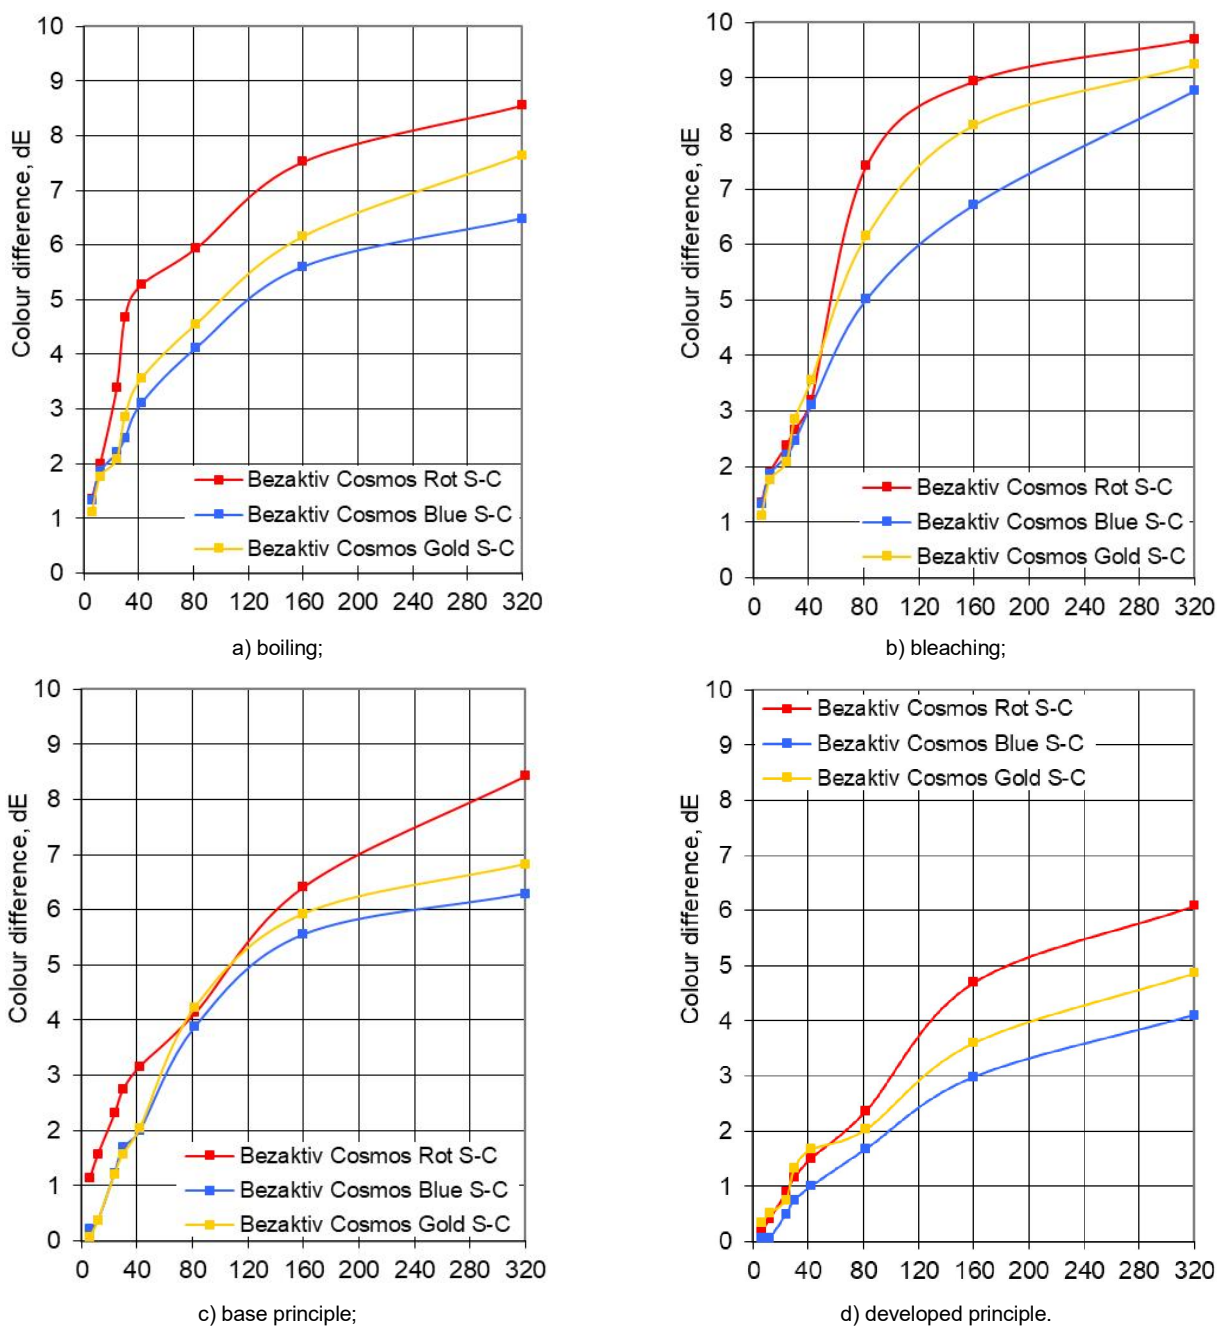 10
9
8
7
6
5
4
3
2
1
0
Colour difference, dE
Bezaktiv Cosmos Rot S-C
Bezaktiv Cosmos Blue S-C
Bezaktiv Cosmos Gold S-C
0 40 80 120 160 200 240 280 320
a) boiling;
10
9
8
7
6
5
4
3
2
1
0
Colour difference, dE
Bezaktiv Cosmos Rot S-C
Bezaktiv Cosmos Blue S-C
Bezaktiv Cosmos Gold S-C
0 40 80 120 160 200 240 280 320
b) bleaching;
10
9
8
7
6
5
4
3
2
1
0
Colour difference, dE
Bezaktiv Cosmos Rot S-C
Bezaktiv Cosmos Blue S-C
Bezaktiv Cosmos Gold S-C
0 40 80 120 160 200 240 280 320
c) base principle;
10
9
8
7
6
5
4
3
2
1
0
Colour difference, dE
Bezaktiv Cosmos Rot S-C
Bezaktiv Cosmos Blue S-C
Bezaktiv Cosmos Gold S-C
0 40 80 120 160 200 240 280 320
d) developed principle.